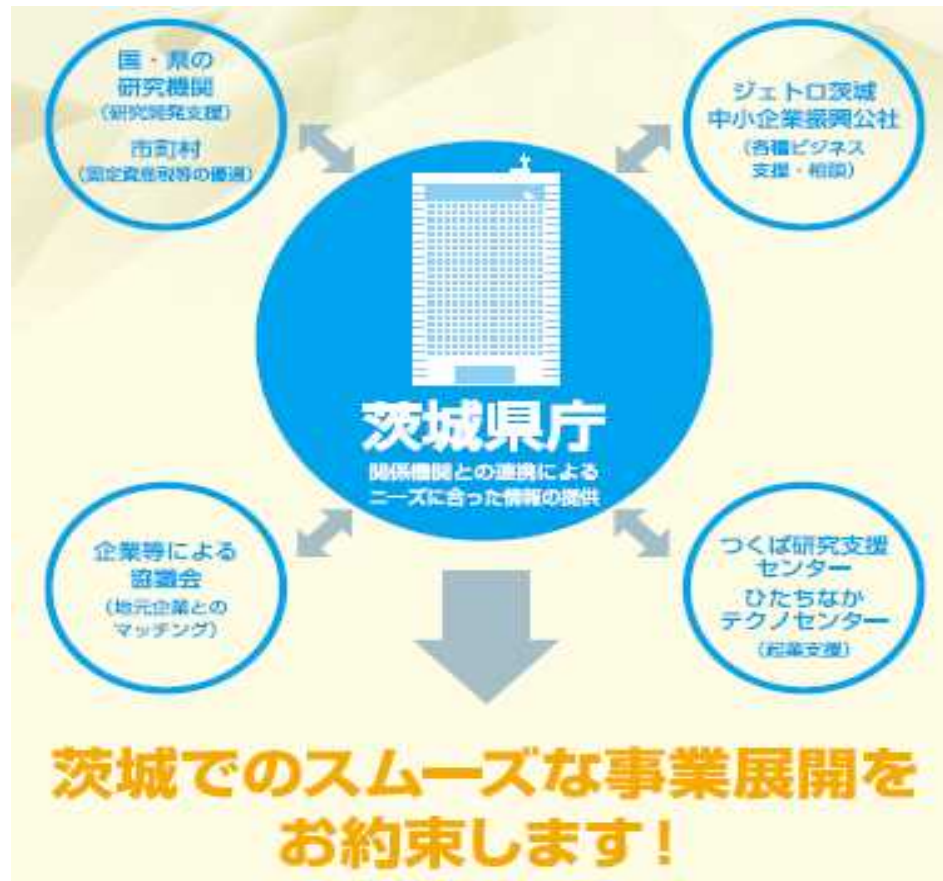 国・県の
研究機関
(研究開発支援)
市町村
(固定資産税等の優遇)
ジェトロ茨城
中小企業振興公社
(各種ビジネス
支援・相談)
茨城県庁
関係機関との連携による
ニーズに合った情報の提供
企業等による
協議会
(地元企業との
マッチング)
つくば研究支援
センター
ひたちなか
テクノセンター
(起業支援)
茨城でのスムーズな事業展開を
お約束します!